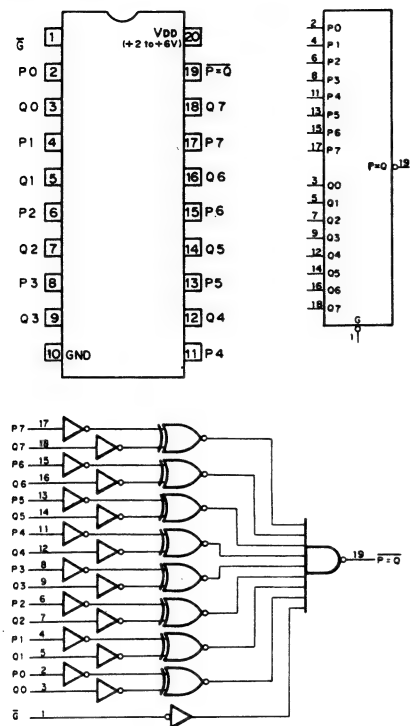 G̅ 1 VDD 20
(+2 to +6V)
P0 2 19 P̅=̅Q̅
Q0 3 18 Q7
P1 4 17 P7
Q1 5 16 Q6
P2 6 15 P6
Q2 7 14 Q5
P3 8 13 P5
Q3 9 12 Q4
10 GND 11 P4
2 P0
4 P1
6 P2
8 P3
11 P4
13 P5
15 P6
17 P7
P=Q 19
3 Q0
5 Q1
7 Q2
9 Q3
12 Q4
14 Q5
16 Q6
18 Q7
G
1
P7 17
Q7 18
P6 15
Q6 16
P5 13
Q5 14
P4 11
Q4 12
P3 8
Q3 9
P2 6
Q2 7
P1 4
Q1 5
P0 2
Q0 3
19 P̅=̅Q̅
G̅ 1